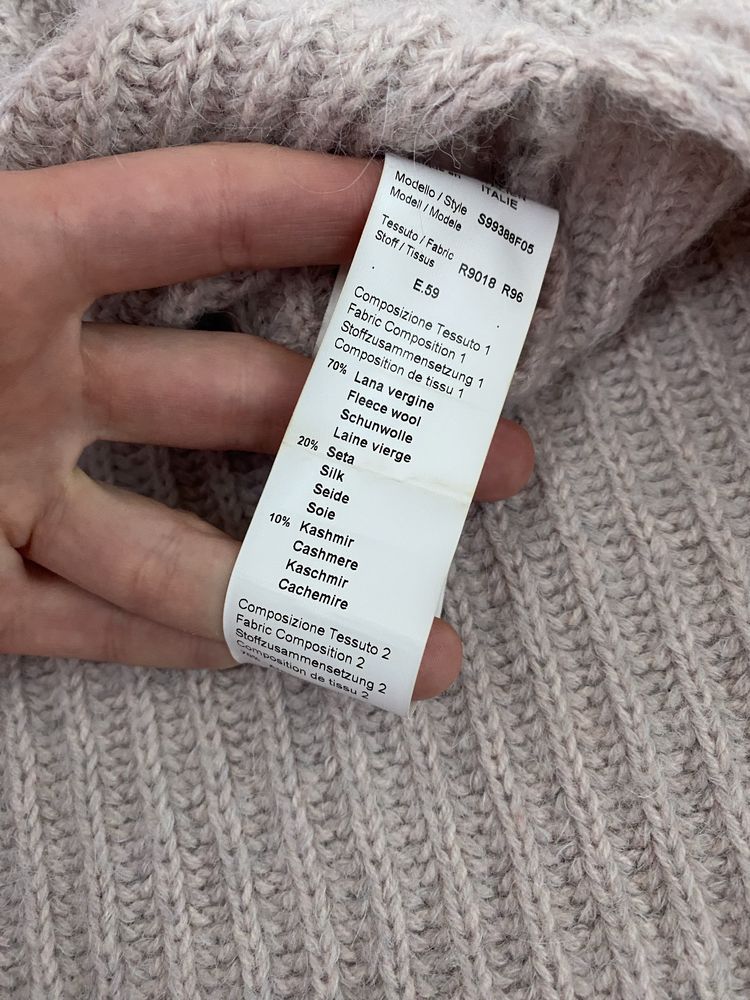 ITALIE
Modello / Style
Modell / Modele S99388F05
Tessuto / Fabric
Stoff / Tissus R9018 R96
E.59
Composizione Tessuto 1
Fabric Composition 1
Stoffzusammensetzung 1
Composition de tissu 1
70% Lana vergine
Fleece wool
Schunwolle
Laine vierge
20% Seta
Silk
Seide
Soie
10% Kashmir
Cashmere
Kaschmir
Cachemire
Composizione Tessuto 2
Fabric Composition 2
Stoffzusammensetzung 2
Composition de tissu 2